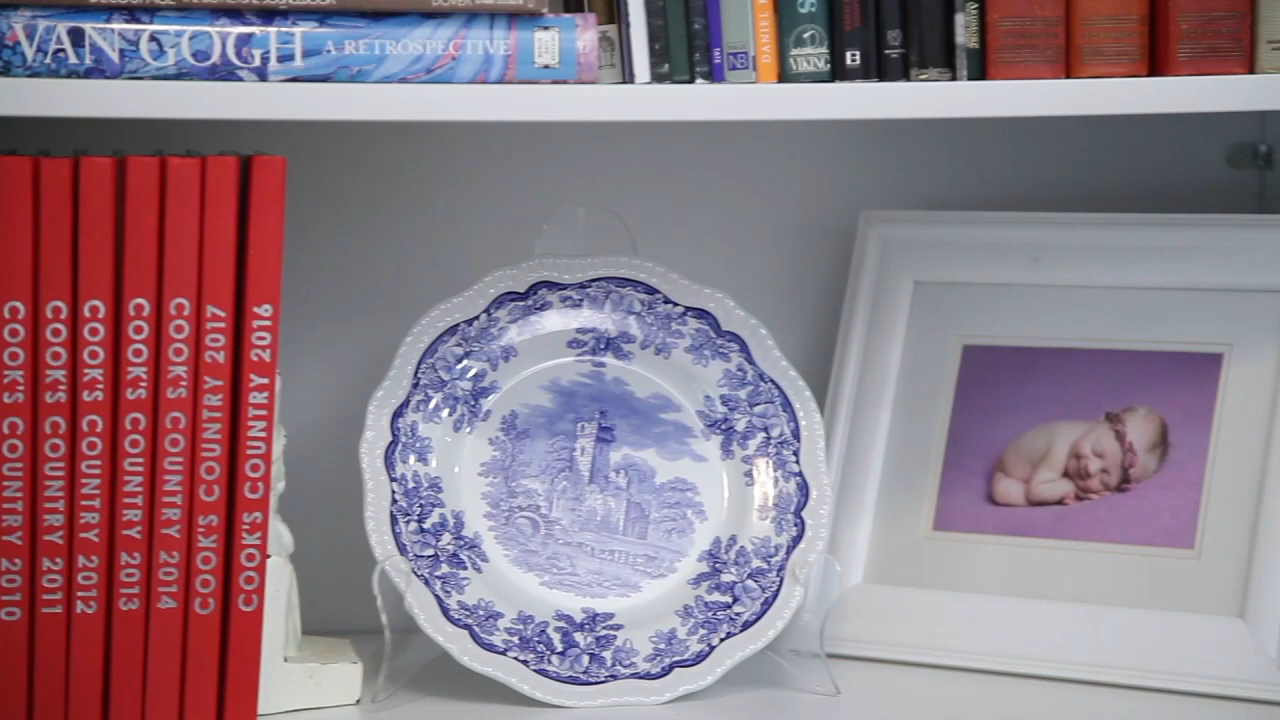 VAN GOGH A RETROSPECTIVE
NB
DANIEL
VIKING
COOK'S COUNTRY 2010
COOK'S COUNTRY 2011
COOK'S COUNTRY 2012
COOK'S COUNTRY 2013
COOK'S COUNTRY 2014
COOK'S COUNTRY 2017
COOK'S COUNTRY 2016